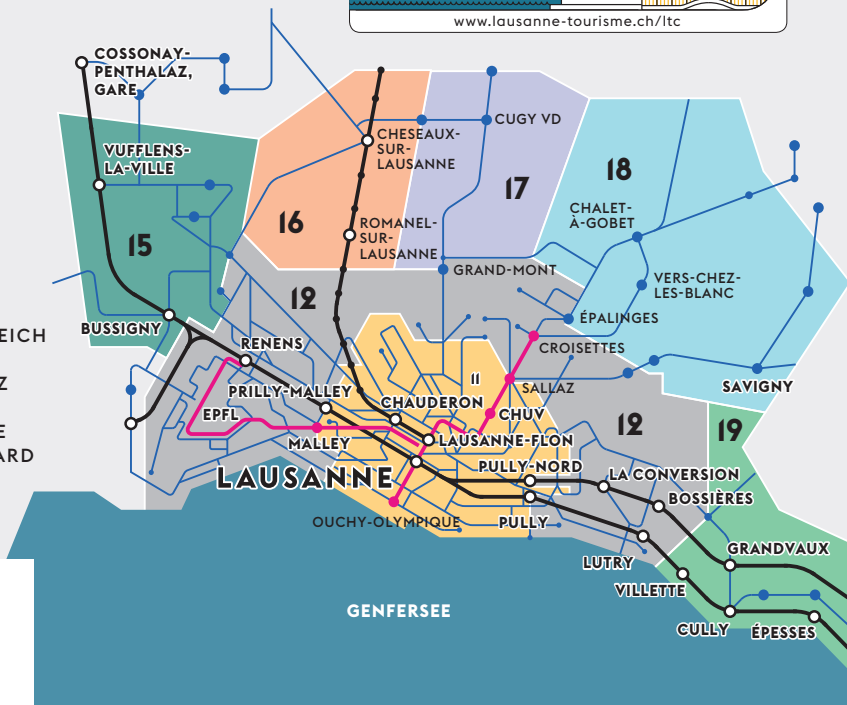 www.lausanne-tourisme.ch/ltc
COSSONAY-
PENTHALAZ,
GARE
VUFFLENS-
LA-VILLE
15
BUSSIGNY
16
CHESEAUX-
SUR-
LAUSANNE
ROMANEL-
SUR-
LAUSANNE
CUGY VD
17
GRAND-MONT
18
CHALET-
À-GOBET
VERS-CHEZ-
LES-BLANC
ÉPALINGES
CROISETTES
SALLAZ
SAVIGNY
12
RENENS
PRILLY-MALLEY
EPFL
MALLEY
11
CHAUDERON
CHUV
LAUSANNE-FLON
LAUSANNE
OUCHY-OLYMPIQUE
PULLY-NORD
PULLY
12
19
LA CONVERSION
BOSSIÈRES
LUTRY
VILLETTE
GRANDVAUX
CULLY
ÉPESSES
GENFERSEE
EICH
Z
E
ARD